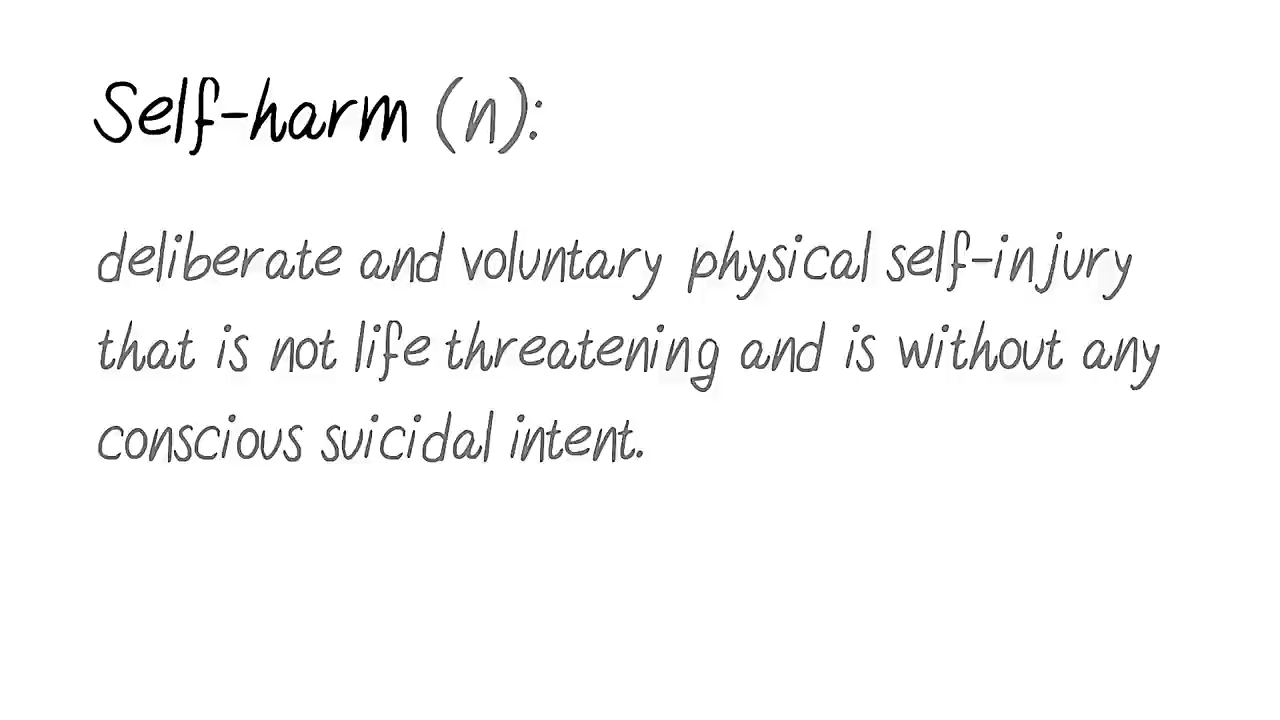 Self-harm (n):
deliberate and voluntary physical self-injury
that is not life threatening and is without any
conscious suicidal intent.